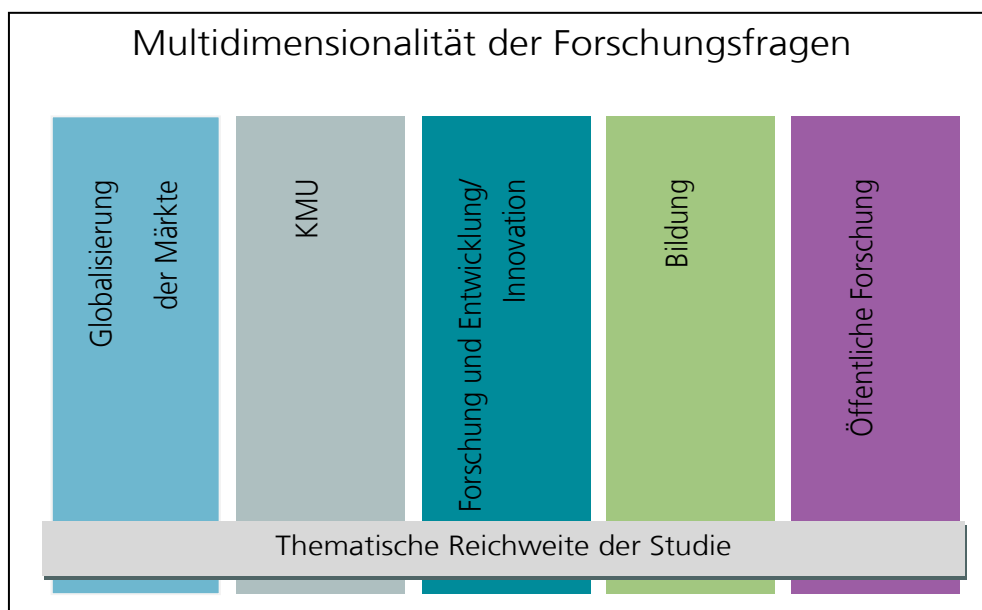 Multidimensionalität der Forschungsfragen
Globalisierung
der Märkte
KMU
Forschung und Entwicklung/
Innovation
Bildung
Öffentliche Forschung
Thematische Reichweite der Studie